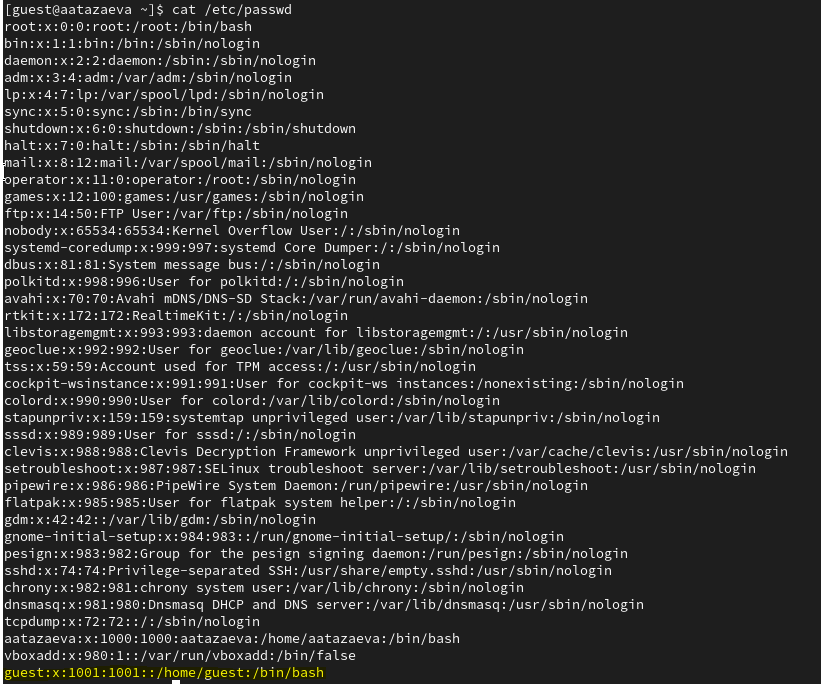 [guest@aatazaeva ~]$ cat /etc/passwd
root:x:0:0:root:/root:/bin/bash
bin:x:1:1:bin:/bin:/sbin/nologin
daemon:x:2:2:daemon:/sbin:/sbin/nologin
adm:x:3:4:adm:/var/adm:/sbin/nologin
lp:x:4:7:lp:/var/spool/lpd:/sbin/nologin
sync:x:5:0:sync:/sbin:/bin/sync
shutdown:x:6:0:shutdown:/sbin:/sbin/shutdown
halt:x:7:0:halt:/sbin:/sbin/halt
mail:x:8:12:mail:/var/spool/mail:/sbin/nologin
operator:x:11:0:operator:/root:/sbin/nologin
games:x:12:100:games:/usr/games:/sbin/nologin
ftp:x:14:50:FTP User:/var/ftp:/sbin/nologin
nobody:x:65534:65534:Kernel Overflow User:/:/sbin/nologin
systemd-coredump:x:999:997:systemd Core Dumper:/:/sbin/nologin
dbus:x:81:81:System message bus:/:/sbin/nologin
polkitd:x:998:996:User for polkitd:/:/sbin/nologin
avahi:x:70:70:Avahi mDNS/DNS-SD Stack:/var/run/avahi-daemon:/sbin/nologin
rtkit:x:172:172:RealtimeKit:/:/sbin/nologin
libstoragemgmt:x:993:993:daemon account for libstoragemgmt:/:/usr/sbin/nologin
geoclue:x:992:992:User for geoclue:/var/lib/geoclue:/sbin/nologin
tss:x:59:59:Account used for TPM access:/:/usr/sbin/nologin
cockpit-wsinstance:x:991:991:User for cockpit-ws instances:/nonexisting:/sbin/nologin
colord:x:990:990:User for colord:/var/lib/colord:/sbin/nologin
stapunpriv:x:159:159:systemtap unprivileged user:/var/lib/stapunpriv:/sbin/nologin
sssd:x:989:989:User for sssd:/:/sbin/nologin
clevis:x:988:988:Clevis Decryption Framework unprivileged user:/var/cache/clevis:/usr/sbin/nologin
setroubleshoot:x:987:987:SELinux troubleshoot server:/var/lib/setroubleshoot:/usr/sbin/nologin
pipewire:x:986:986:PipeWire System Daemon:/run/pipewire:/usr/sbin/nologin
flatpak:x:985:985:User for flatpak system helper:/:/sbin/nologin
gdm:x:42:42::/var/lib/gdm:/sbin/nologin
gnome-initial-setup:x:984:983::/run/gnome-initial-setup/:/sbin/nologin
pesign:x:983:982:Group for the pesign signing daemon:/run/pesign:/sbin/nologin
sshd:x:74:74:Privilege-separated SSH:/usr/share/empty.sshd:/usr/sbin/nologin
chrony:x:982:981:chrony system user:/var/lib/chrony:/sbin/nologin
dnsmasq:x:981:980:Dnsmasq DHCP and DNS server:/var/lib/dnsmasq:/usr/sbin/nologin
tcpdump:x:72:72::/:/sbin/nologin
aatazaeva:x:1000:1000:aatazaeva:/home/aatazaeva:/bin/bash
vboxadd:x:980:1::/var/run/vboxadd:/bin/false
guest:x:1001:1001::/home/guest:/bin/bash